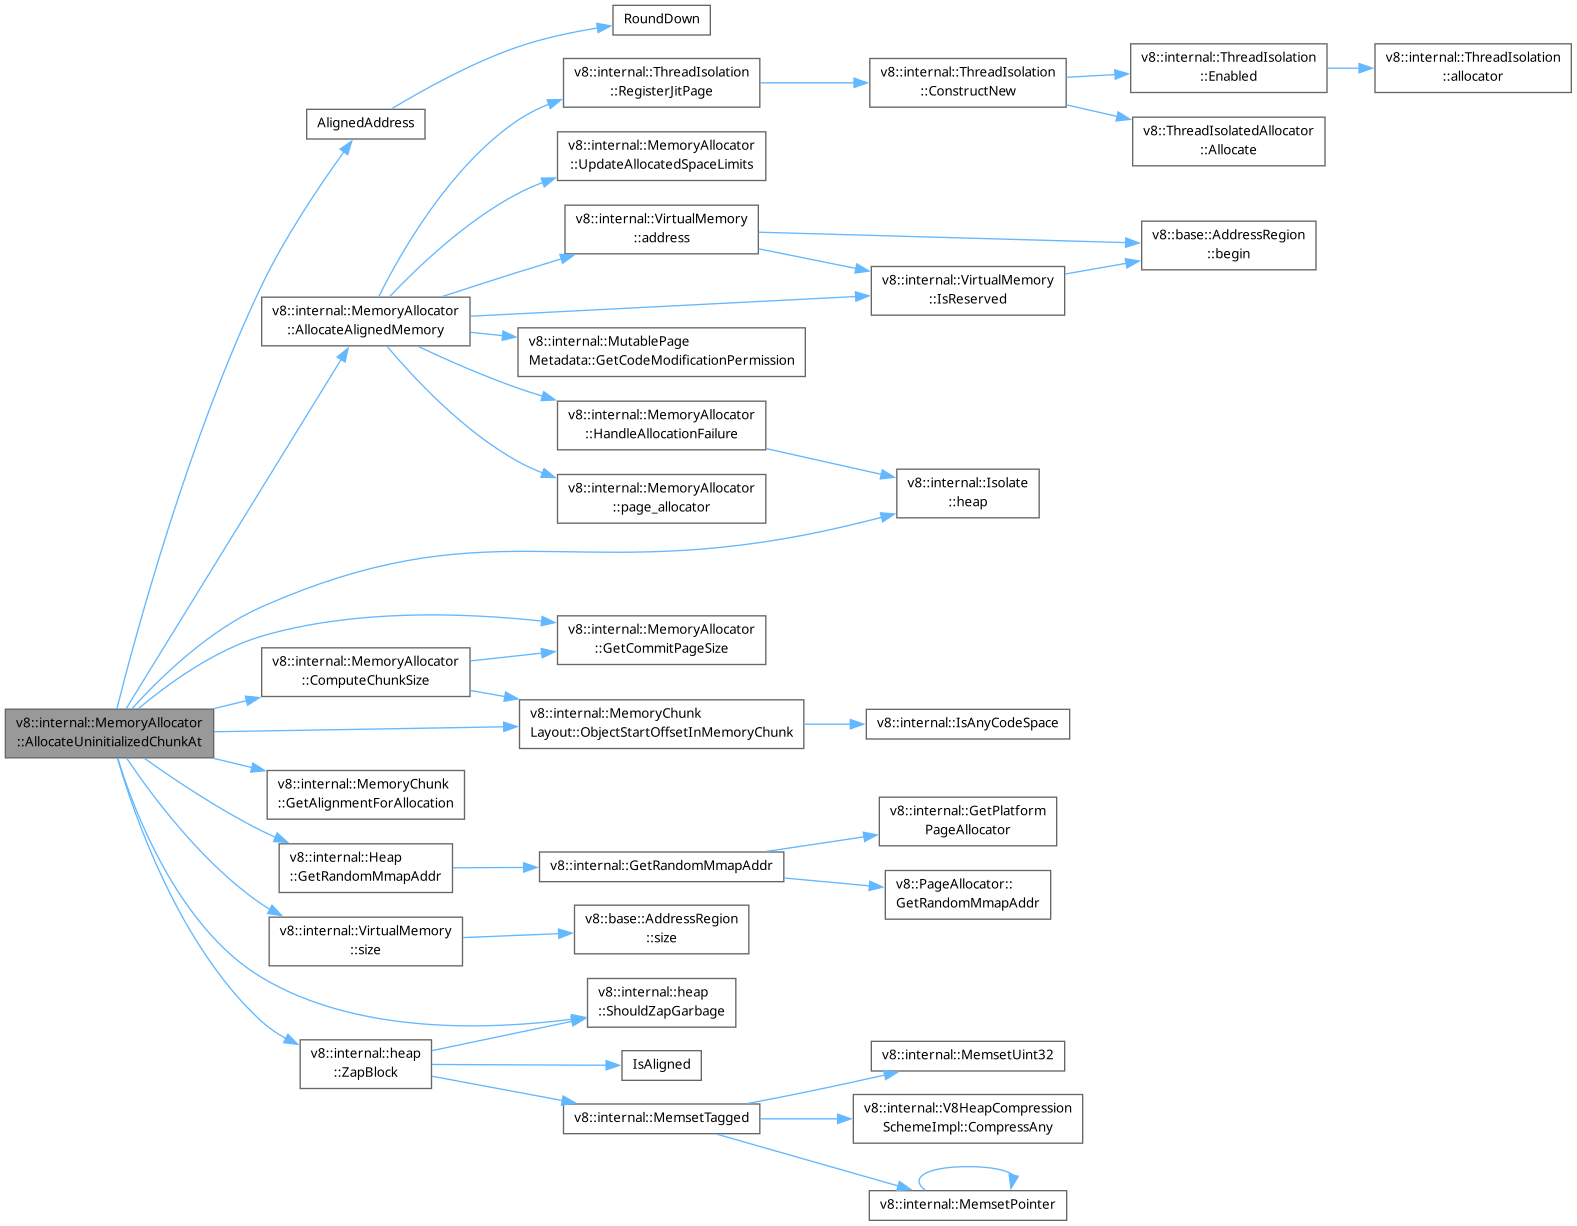 RoundDown
v8::internal::ThreadIsolation
::RegisterJitPage
v8::internal::ThreadIsolation
::ConstructNew
v8::internal::ThreadIsolation
::Enabled
v8::internal::ThreadIsolation
::allocator
AlignedAddress
v8::ThreadIsolatedAllocator
::Allocate
v8::internal::MemoryAllocator
::UpdateAllocatedSpaceLimits
v8::internal::VirtualMemory
::address
v8::base::AddressRegion
::begin
v8::internal::VirtualMemory
::IsReserved
v8::internal::MemoryAllocator
::AllocateAlignedMemory
v8::internal::MutablePage
Metadata::GetCodeModificationPermission
v8::internal::MemoryAllocator
::HandleAllocationFailure
v8::internal::MemoryAllocator
::page_allocator
v8::internal::Isolate
::heap
v8::internal::MemoryAllocator
::GetCommitPageSize
v8::internal::MemoryAllocator
::ComputeChunkSize
v8::internal::MemoryAllocator
::AllocateUninitializedChunkAt
v8::internal::MemoryChunk
Layout::ObjectStartOffsetInMemoryChunk
v8::internal::IsAnyCodeSpace
v8::internal::MemoryChunk
::GetAlignmentForAllocation
v8::internal::GetPlatform
PageAllocator
v8::internal::Heap
::GetRandomMmapAddr
v8::internal::GetRandomMmapAddr
v8::PageAllocator::
GetRandomMmapAddr
v8::internal::VirtualMemory
::size
v8::base::AddressRegion
::size
v8::internal::heap
::ShouldZapGarbage
v8::internal::heap
::ZapBlock
IsAligned
v8::internal::MemsetUint32
v8::internal::MemsetTagged
v8::internal::V8HeapCompression
SchemeImpl::CompressAny
v8::internal::MemsetPointer